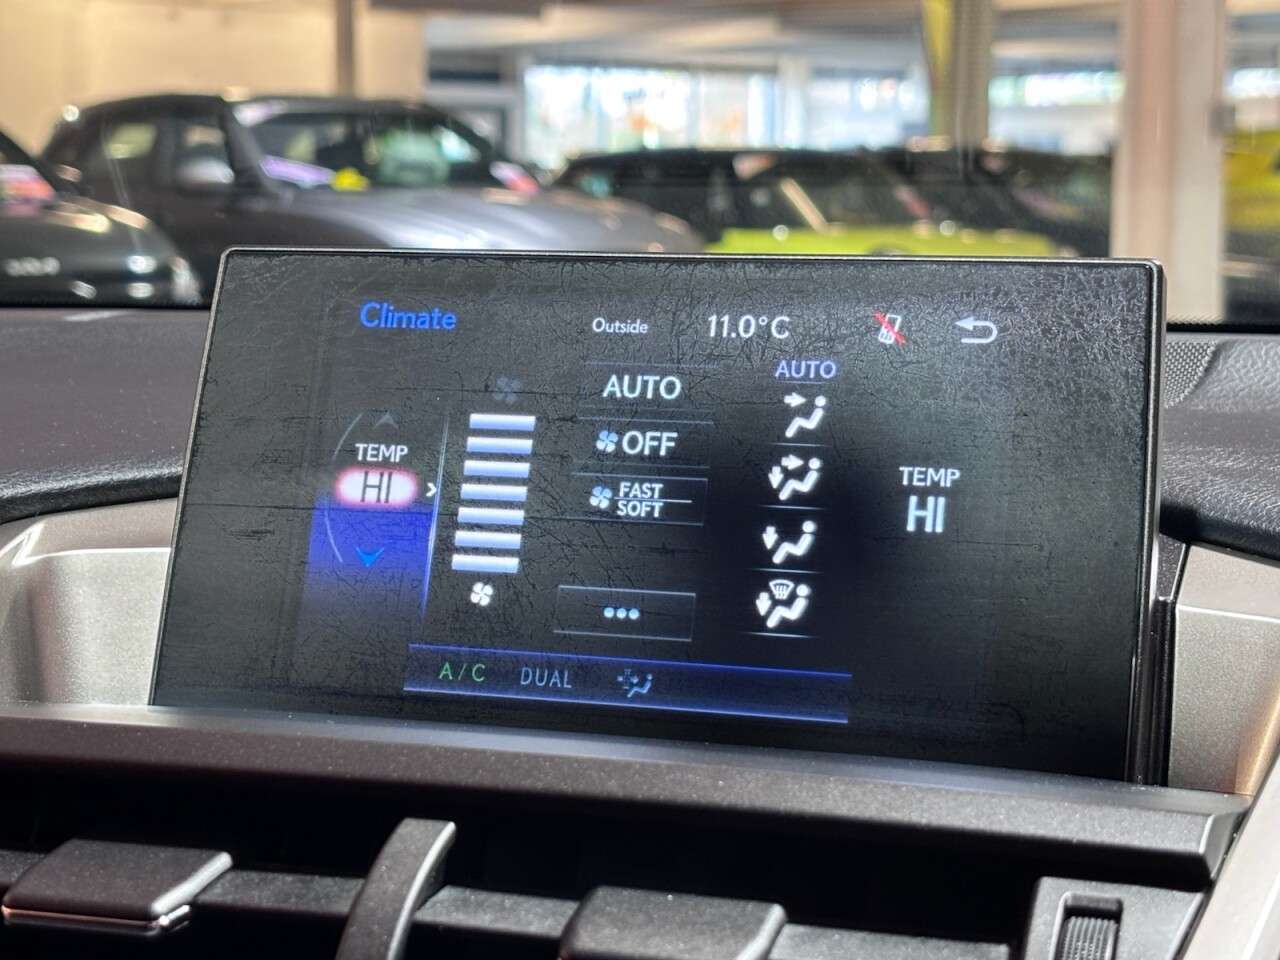 Climate
Outside 11.0°C
AUTO
AUTO
OFF
FAST
SOFT
TEMP
HI
TEMP
HI
A/C DUAL